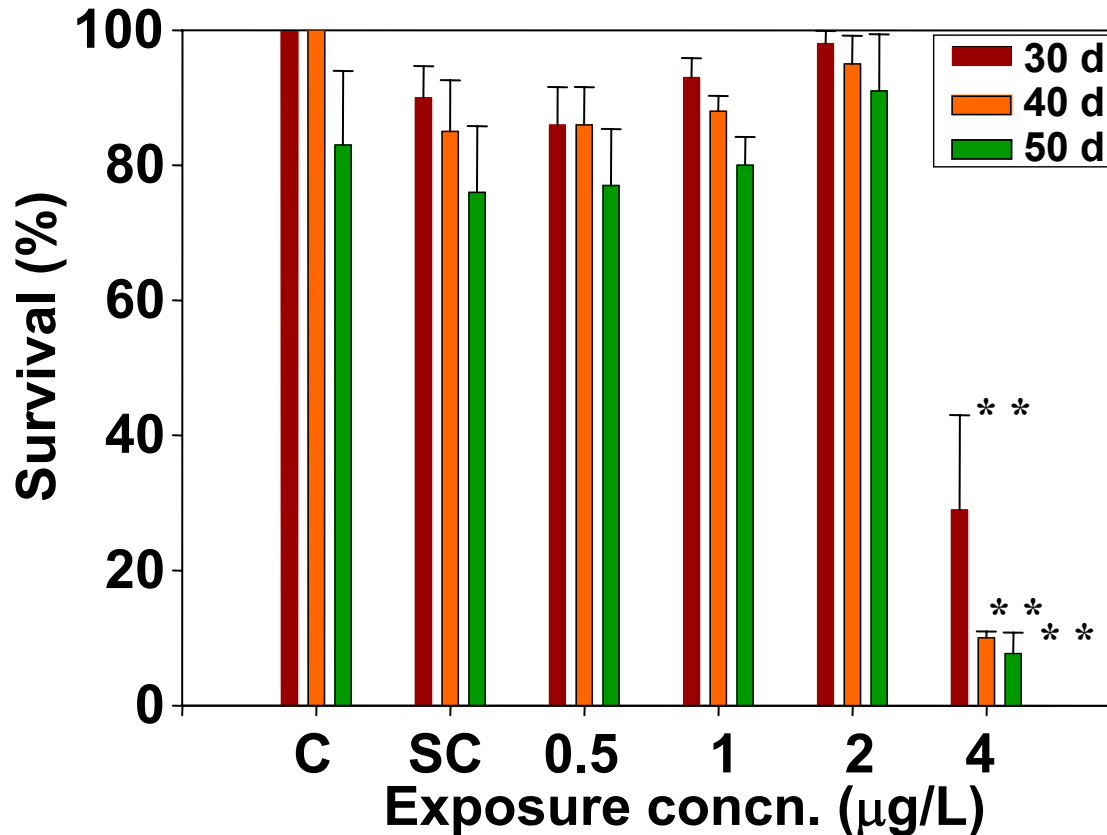 100
80
60
40
20
0
Survival (%)
30 d
40 d
50 d
* *
* *
* *
C SC 0.5 1 2 4
Exposure concn. (μg/L)